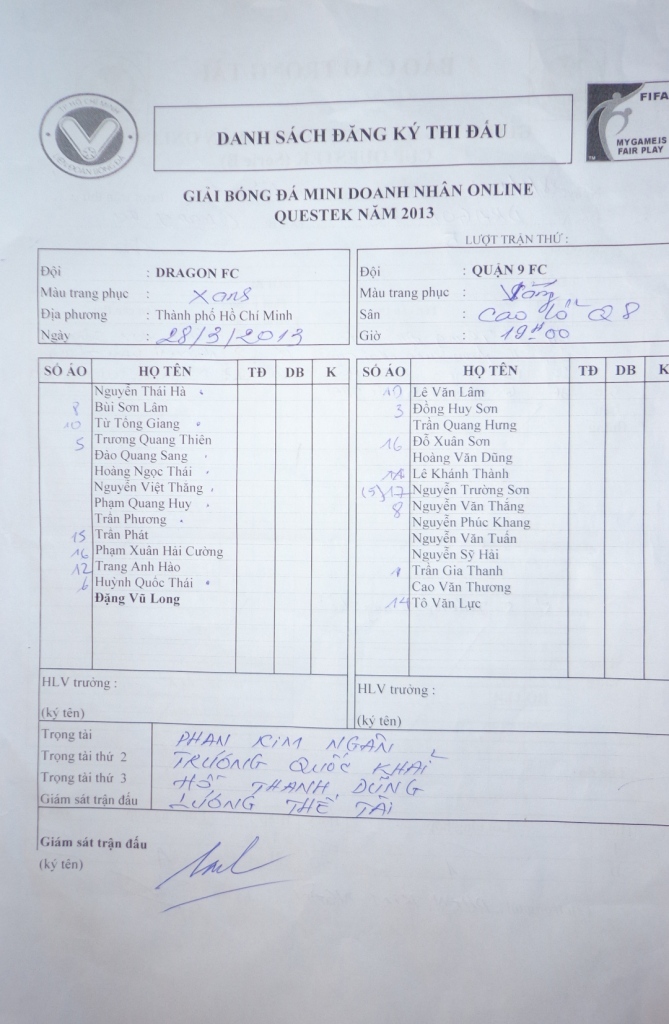 FIFA
MY GAME IS
FAIR PLAY
TM
DANH SÁCH ĐĂNG KÝ THI ĐẤU
GIẢI BÓNG ĐÁ MINI DOANH NHÂN ONLINE
QUESTEK NĂM 2013
LƯỢT TRẬN THỨ :
Đội : DRAGON FC
Màu trang phục : Xanh
Địa phương : Thành phố Hồ Chí Minh
Ngày : 28/3/2013
Đội : QUẬN 9 FC
Màu trang phục : Vàng
Sân : Cao Lỗ Q8
Giờ : 19H00
SỐ ÁO HỌ TÊN TĐ DB K
Nguyễn Thái Hà
8 Bùi Sơn Lâm
10 Từ Tống Giang
5 Trương Quang Thiên
Đào Quang Sang
Hoàng Ngọc Thái
Nguyễn Việt Thăng
Phạm Quang Huy
Trần Phương
15 Trần Phát
16 Phạm Xuân Hải Cường
12 Trang Anh Hào
6 Huỳnh Quốc Thái
Đặng Vũ Long
HLV trưởng :
(ký tên)
SỐ ÁO HỌ TÊN TĐ DB K
10 Lê Văn Lâm
3 Đồng Huy Sơn
Trần Quang Hưng
16 Đỗ Xuân Sơn
Hoàng Văn Dũng
Lê Khánh Thành
(5) 17 Nguyễn Trường Sơn
8 Nguyễn Văn Thắng
Nguyễn Phúc Khang
Nguyễn Văn Tuấn
Nguyễn Sỹ Hải
1 Trần Gia Thanh
Cao Văn Thương
14 Tô Văn Lực
HLV trưởng :
(ký tên)
Trọng tài PHAN KIM NGÂN
Trọng tài thứ 2 TRƯƠNG QUỐC KHẢI
Trọng tài thứ 3 HỒ THANH DŨNG
Giám sát trận đấu LƯƠNG THẾ TÀI
Giám sát trận đấu
(ký tên)